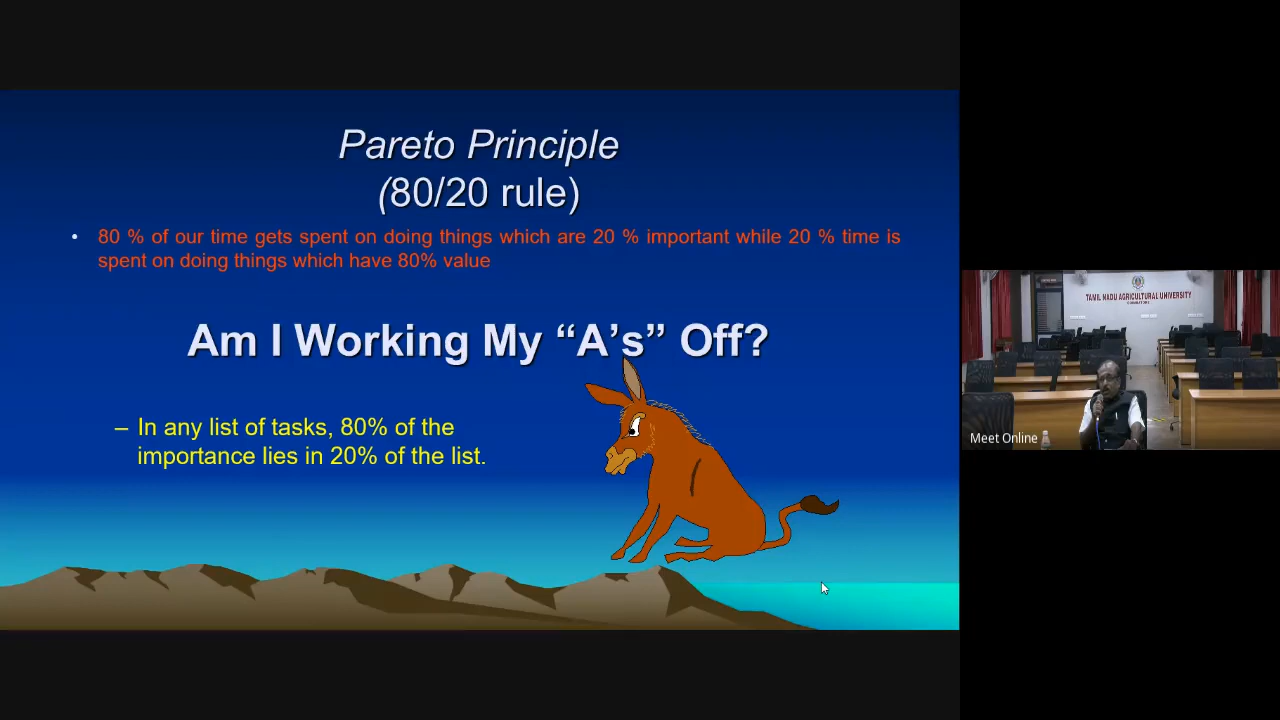 Pareto Principle
(80/20 rule)
• 80 % of our time gets spent on doing things which are 20 % important while 20 % time is
spent on doing things which have 80% value
Am I Working My “A’s” Off?
– In any list of tasks, 80% of the
importance lies in 20% of the list.
TAMIL NADU AGRICULTURAL UNIVERSITY
Meet Online